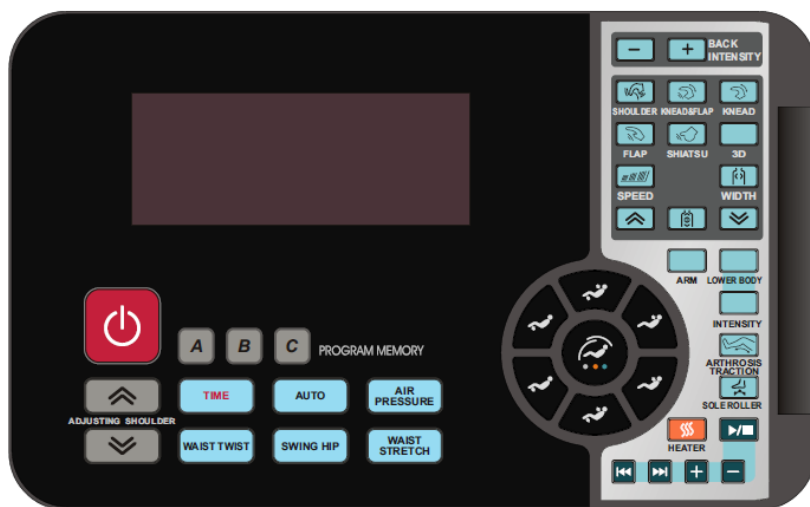 BACK
INTENSITY
SHOULDER KNEAD&FLAP KNEAD
FLAP SHIATSU 3D
SPEED WIDTH
ARM LOWER BODY
INTENSITY
ARTHROSIS
TRACTION
SOLE ROLLER
HEATER
A B C PROGRAM MEMORY
ADJUSTING SHOULDER
TIME AUTO AIR
PRESSURE
WAIST TWIST SWING HIP WAIST
STRETCH